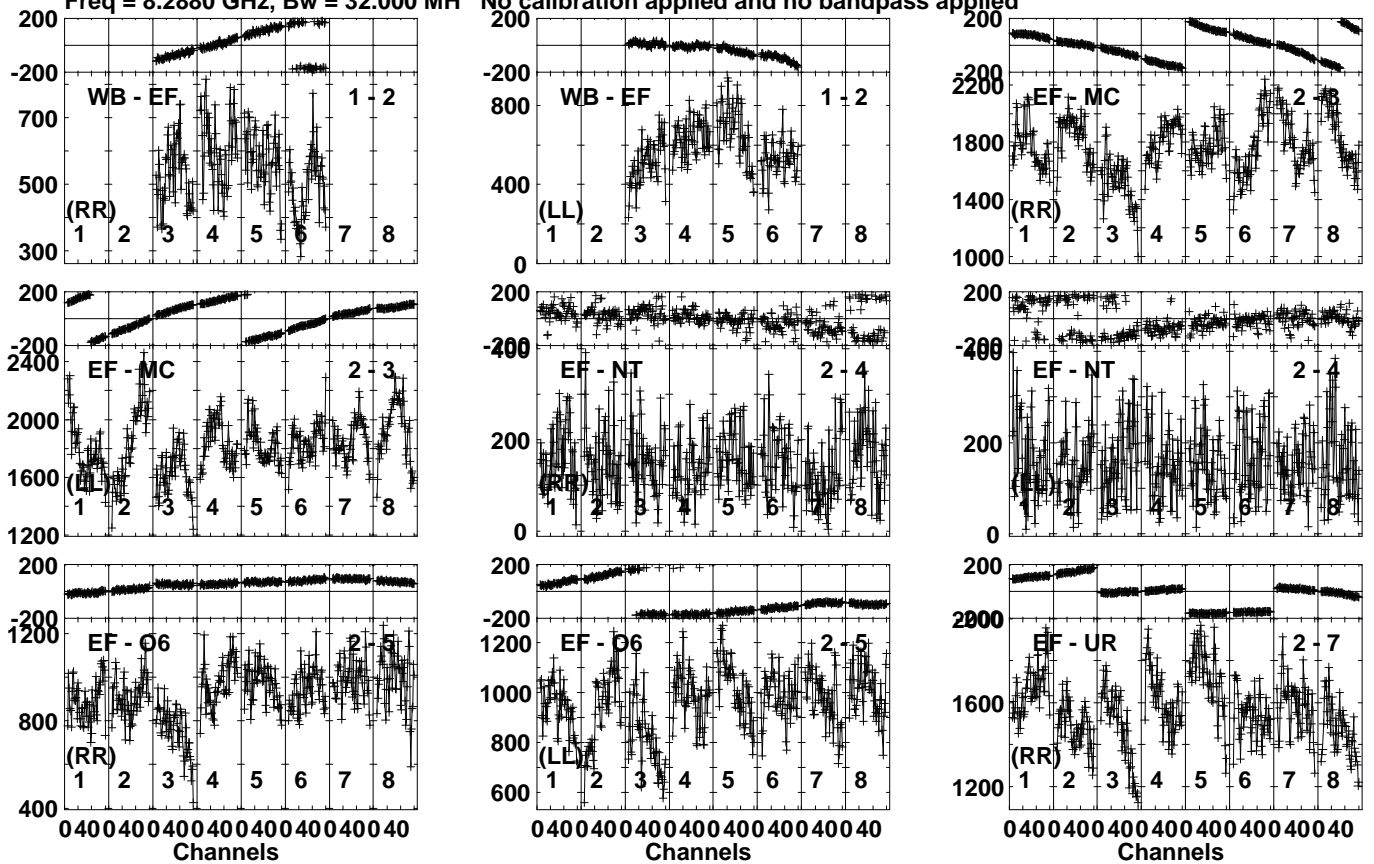 Freq = 8.2880 GHz, Bw = 32.000 MH No calibration applied and no bandpass applied
200 200 200
-200 -200 -200
WB - EF 1 - 2 WB - EF 1 - 2 EF - MC 2 - 3
700 500 300
800 400 0
2200 1800 1400 1000
(RR) (LL) (RR)
1 2 3 4 5 6 7 8 1 2 3 4 5 6 7 8 1 2 3 4 5 6 7 8
200 200 200
-200 -200 -200
EF - MC 2 - 3 EF - NT 2 - 4 EF - NT 2 - 4
2400 2000 1600 1200
400 200 0
400 200 0
(LL) (RR) (LL)
1 2 3 4 5 6 7 8 1 2 3 4 5 6 7 8 1 2 3 4 5 6 7 8
200 200 200
-200 -200 -200
EF - O6 2 - 5 EF - O6 2 - 5 EF - UR 2 - 7
1200 800 400
1200 1000 800 600
2000 1600 1200
(RR) (LL) (RR)
1 2 3 4 5 6 7 8 1 2 3 4 5 6 7 8 1 2 3 4 5 6 7 8
0 40 0 40 0 40 0 40 0 40 0 40 0 40 0 40 0 40 0 40 0 40 0 40 0 40 0 40 0 40 0 40 0 40 0 40 0 40 0 40 0 40 0 40 0 40 0 40
Channels Channels Channels